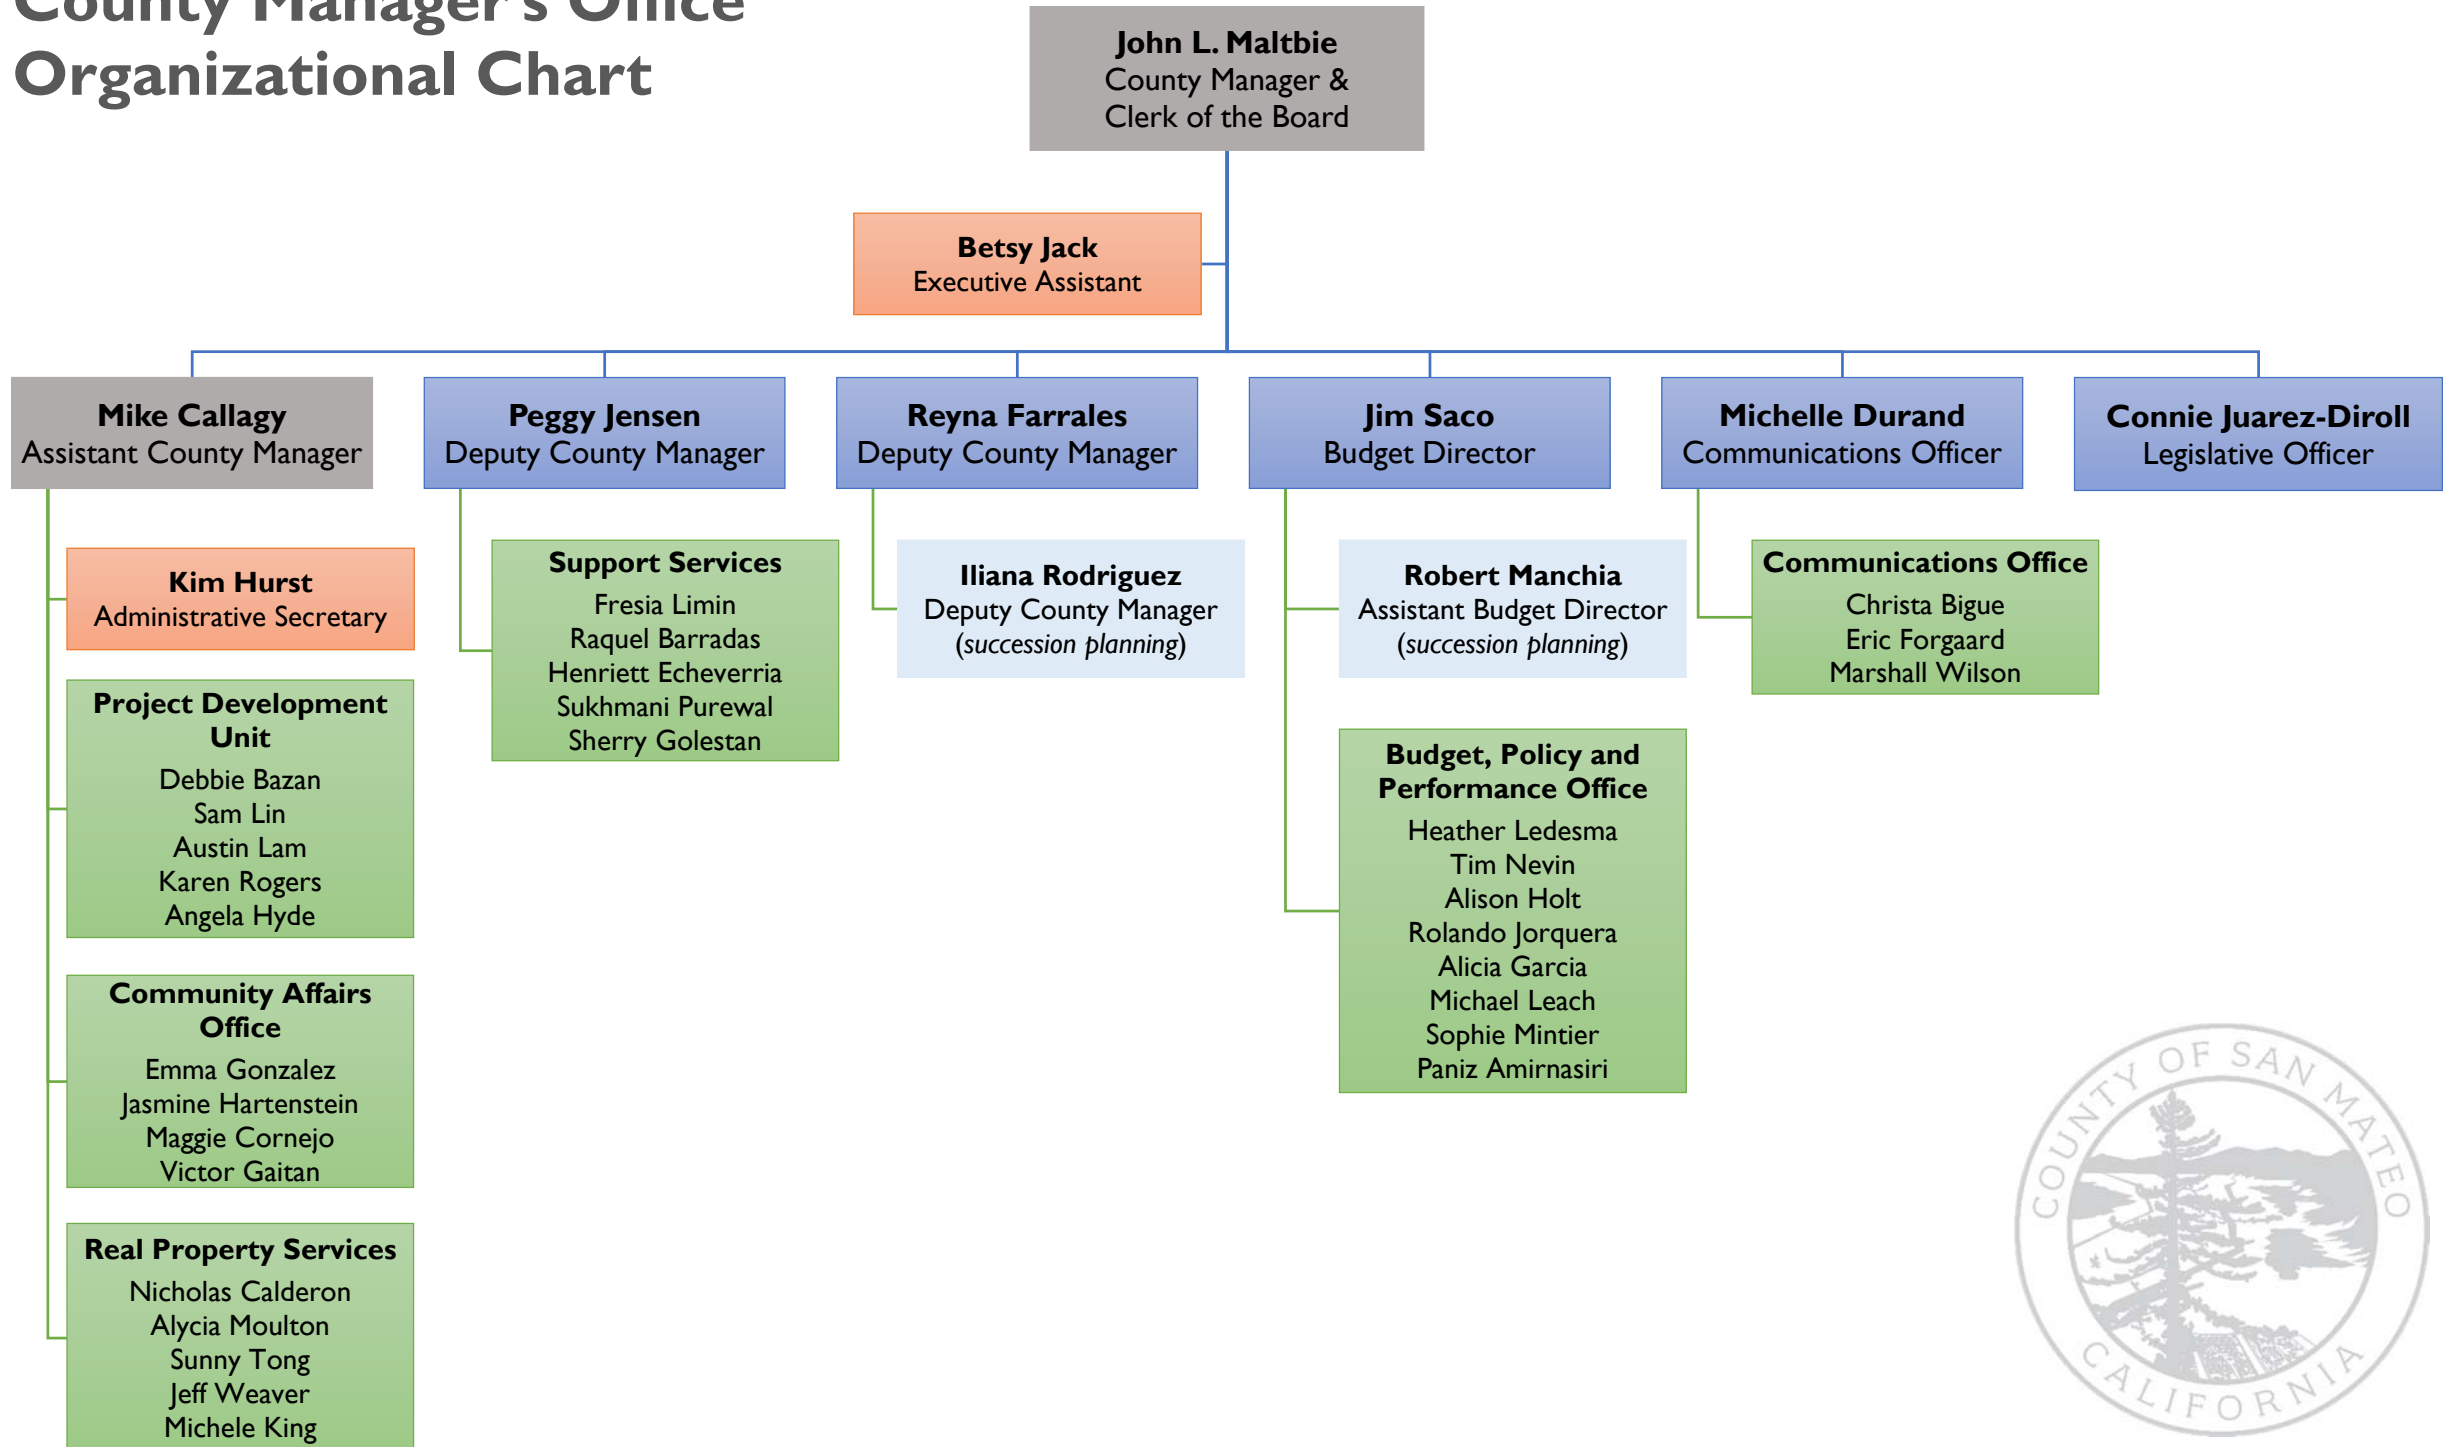 County Manager's Office
Organizational Chart
John L. Maltbie
County Manager &
Clerk of the Board
Betsy Jack
Executive Assistant
Mike Callagy
Assistant County Manager
Peggy Jensen
Deputy County Manager
Reyna Farrales
Deputy County Manager
Jim Saco
Budget Director
Michelle Durand
Communications Officer
Connie Juarez-Diroll
Legislative Officer
Kim Hurst
Administrative Secretary
Project Development
Unit
Debbie Bazan
Sam Lin
Austin Lam
Karen Rogers
Angela Hyde
Community Affairs
Office
Emma Gonzalez
Jasmine Hartenstein
Maggie Cornejo
Victor Gaitan
Real Property Services
Nicholas Calderon
Alycia Moulton
Sunny Tong
Jeff Weaver
Michele King
Support Services
Fresia Limin
Raquel Barradas
Henriett Echeverria
Sukhmani Purewal
Sherry Golestan
Iliana Rodriguez
Deputy County Manager
(succession planning)
Robert Manchia
Assistant Budget Director
(succession planning)
Budget, Policy and
Performance Office
Heather Ledesma
Tim Nevin
Alison Holt
Rolando Jorquera
Alicia Garcia
Michael Leach
Sophie Mintier
Paniz Amirnasiri
Communications Office
Christa Bigue
Eric Forgaard
Marshall Wilson
COUNTY OF SAN MATEO
CALIFORNIA